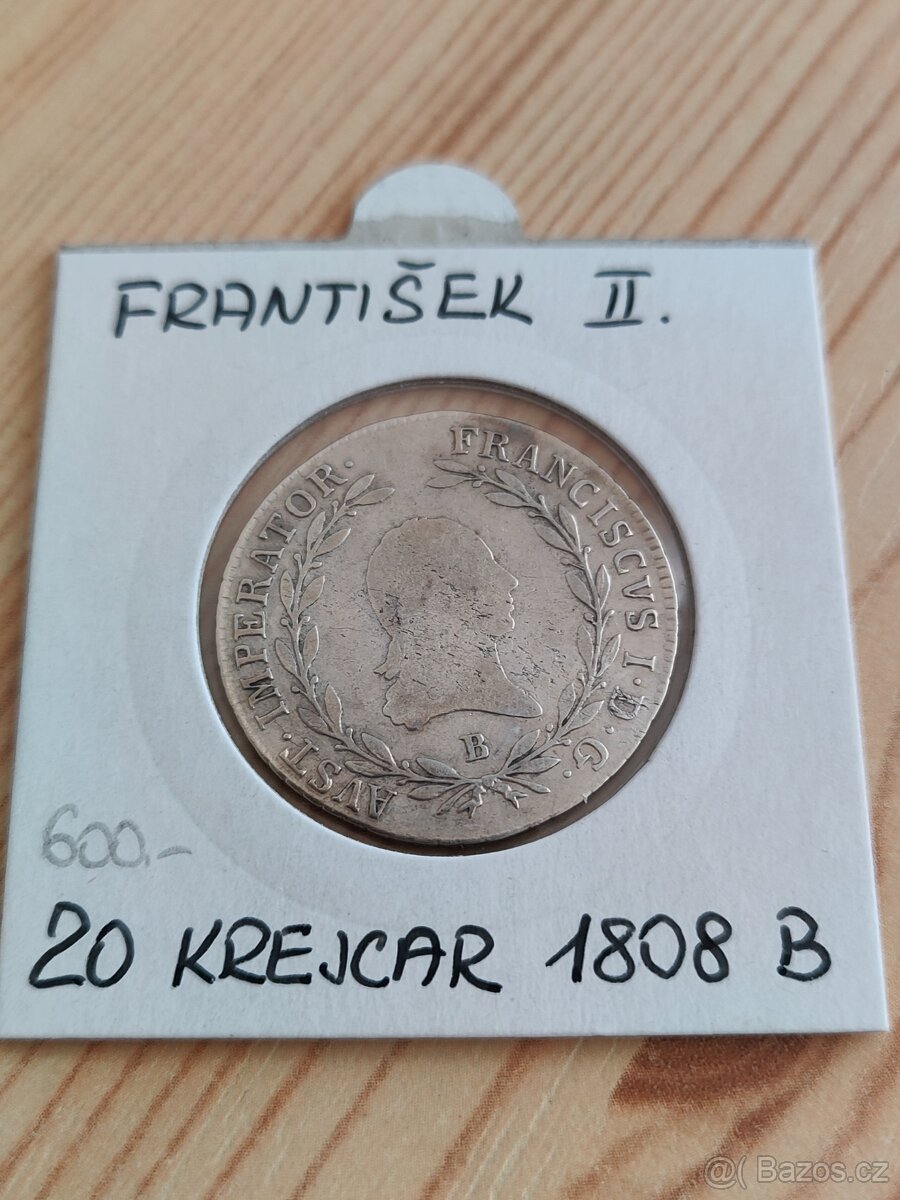 FRANTIŠEK II.
FRANCISCVS I. D. G. AVST. IMPERATOR.
B
600,-
20 KREJCAR 1808 B
@( Bazos.cz